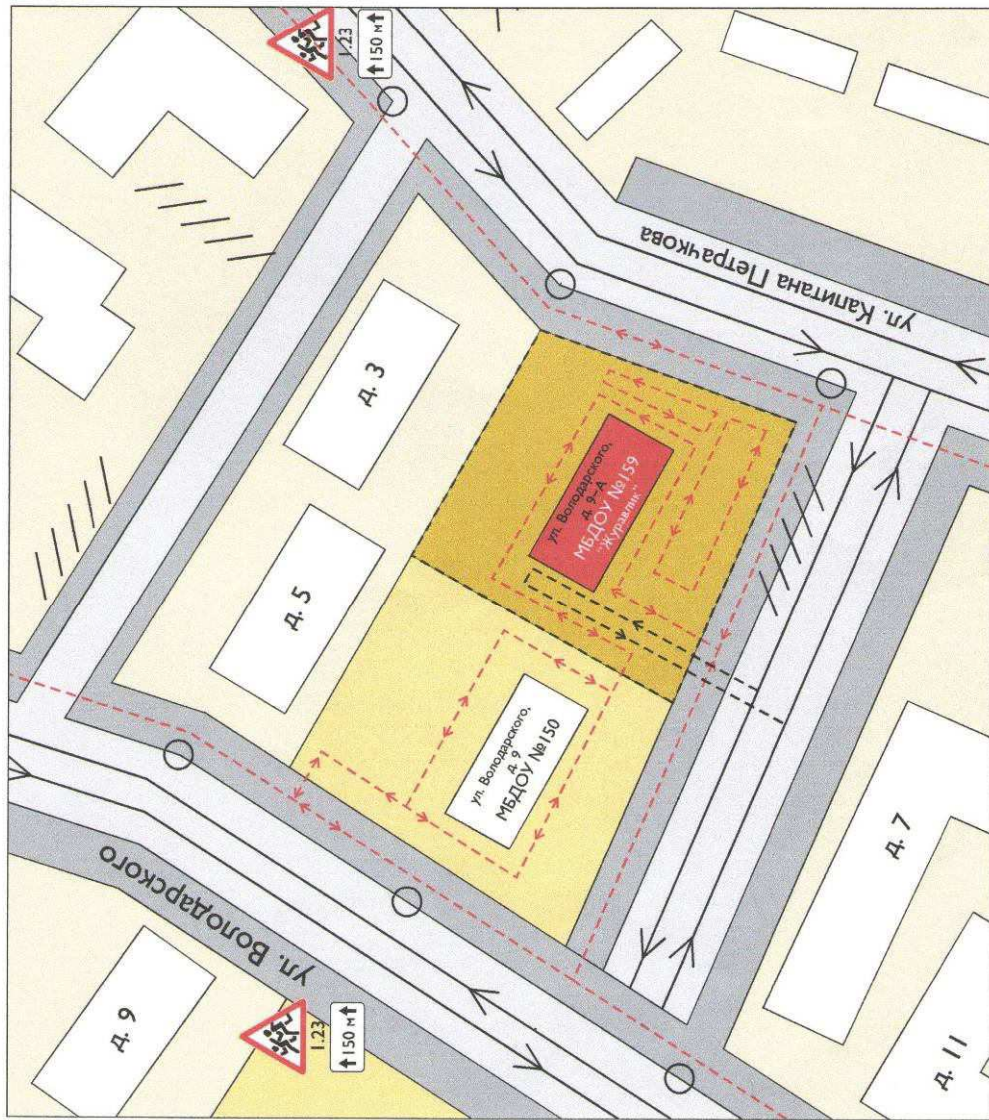 1.23
150 м
ул. Капитана Петрачкова
д. 3
д. 5
ул. Володарского,
д. 9-А
МБДОУ №159
"Журавлик"
ул. Володарского,
д. 9
МБДОУ №150
ул. Володарского
д. 9
1.23
150 м
д. 7
д. 11